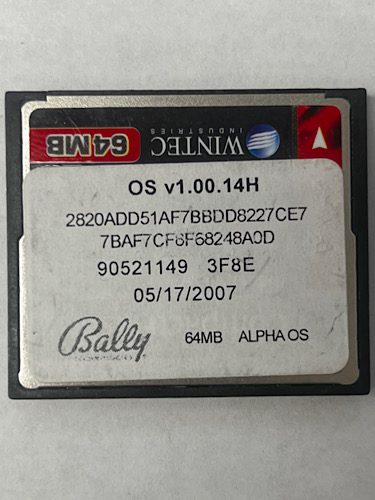 WINTEC
INDUSTRIES
64MB
OS v1.00.14H
2820ADD51AF7BBDD8227CE7
7BAF7CF6F68248A0D
90521149 3F8E
05/17/2007
Bally
64MB ALPHA OS